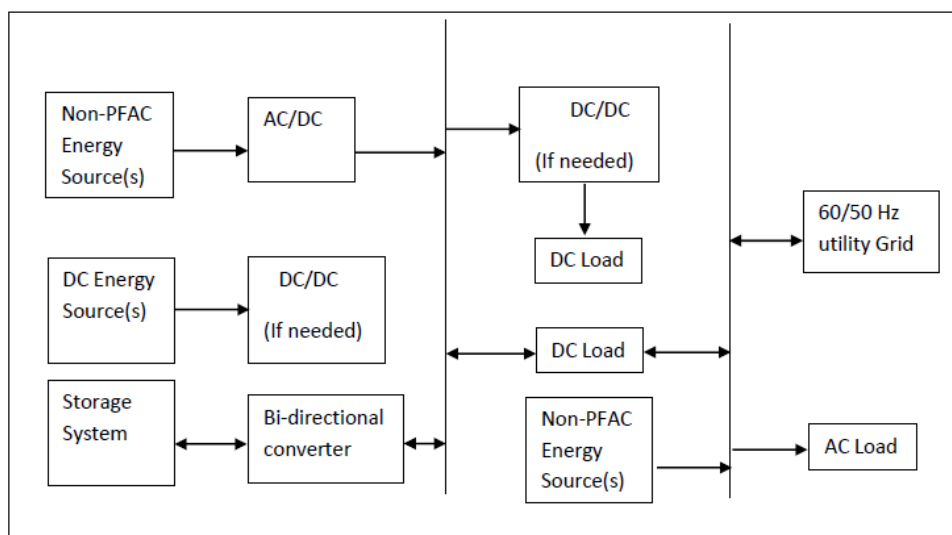 Non-PFAC
Energy
Source(s)
AC/DC
DC/DC
(If needed)
DC Load
60/50 Hz
utility Grid
DC Energy
Source(s)
DC/DC
(If needed)
DC Load
Storage
System
Bi-directional
converter
Non-PFAC
Energy
Source(s)
AC Load